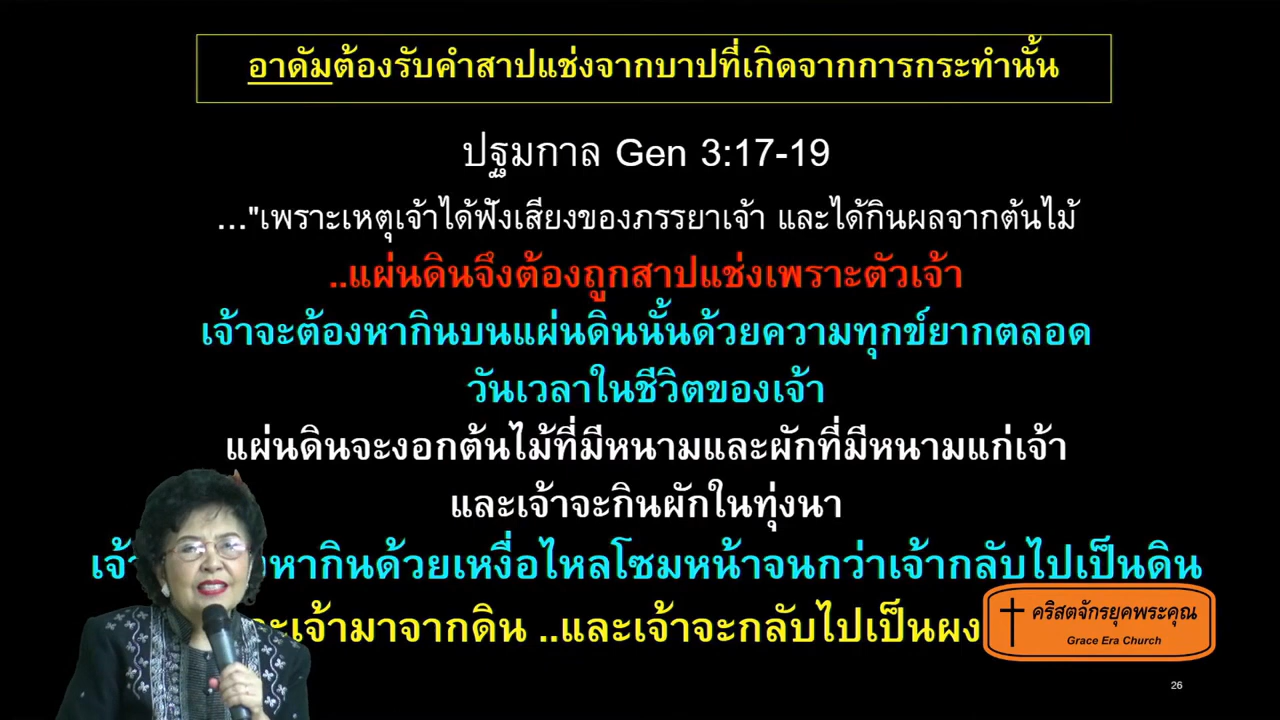 อาดัมต้องรับคำสาปแช่งจากบาปที่เกิดจากการกระทำนั้น
ปฐมกาล Gen 3:17-19
..."เพราะเหตุเจ้าได้ฟังเสียงของภรรยาเจ้า และได้กินผลจากต้นไม้
..แผ่นดินจึงต้องถูกสาปแช่งเพราะตัวเจ้า
เจ้าจะต้องหากินบนแผ่นดินนั้นด้วยความทุกข์ยากตลอด
วันเวลาในชีวิตของเจ้า
แผ่นดินจะงอกต้นไม้ที่มีหนามและผักที่มีหนามแก่เจ้า
และเจ้าจะกินผักในทุ่งนา
เจ้า หากินด้วยเหงื่อไหลโซมหน้าจนกว่าเจ้ากลับไปเป็นดิน
เจ้ามาจากดิน ..และเจ้าจะกลับไปเป็นผง
คริสตจักรยุคพระคุณ
Grace Era Church
26